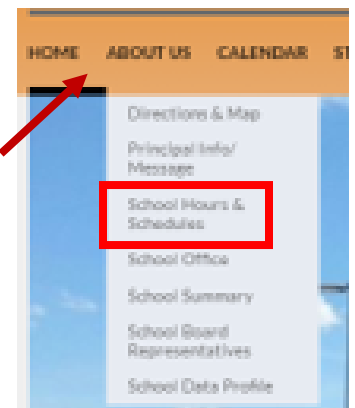 HOME ABOUT US CALENDAR ST
Directions & Map
Principal Info/
Message
School Hours &
Schedules
School Office
School Summary
School Board
Representatives
School Data Profile